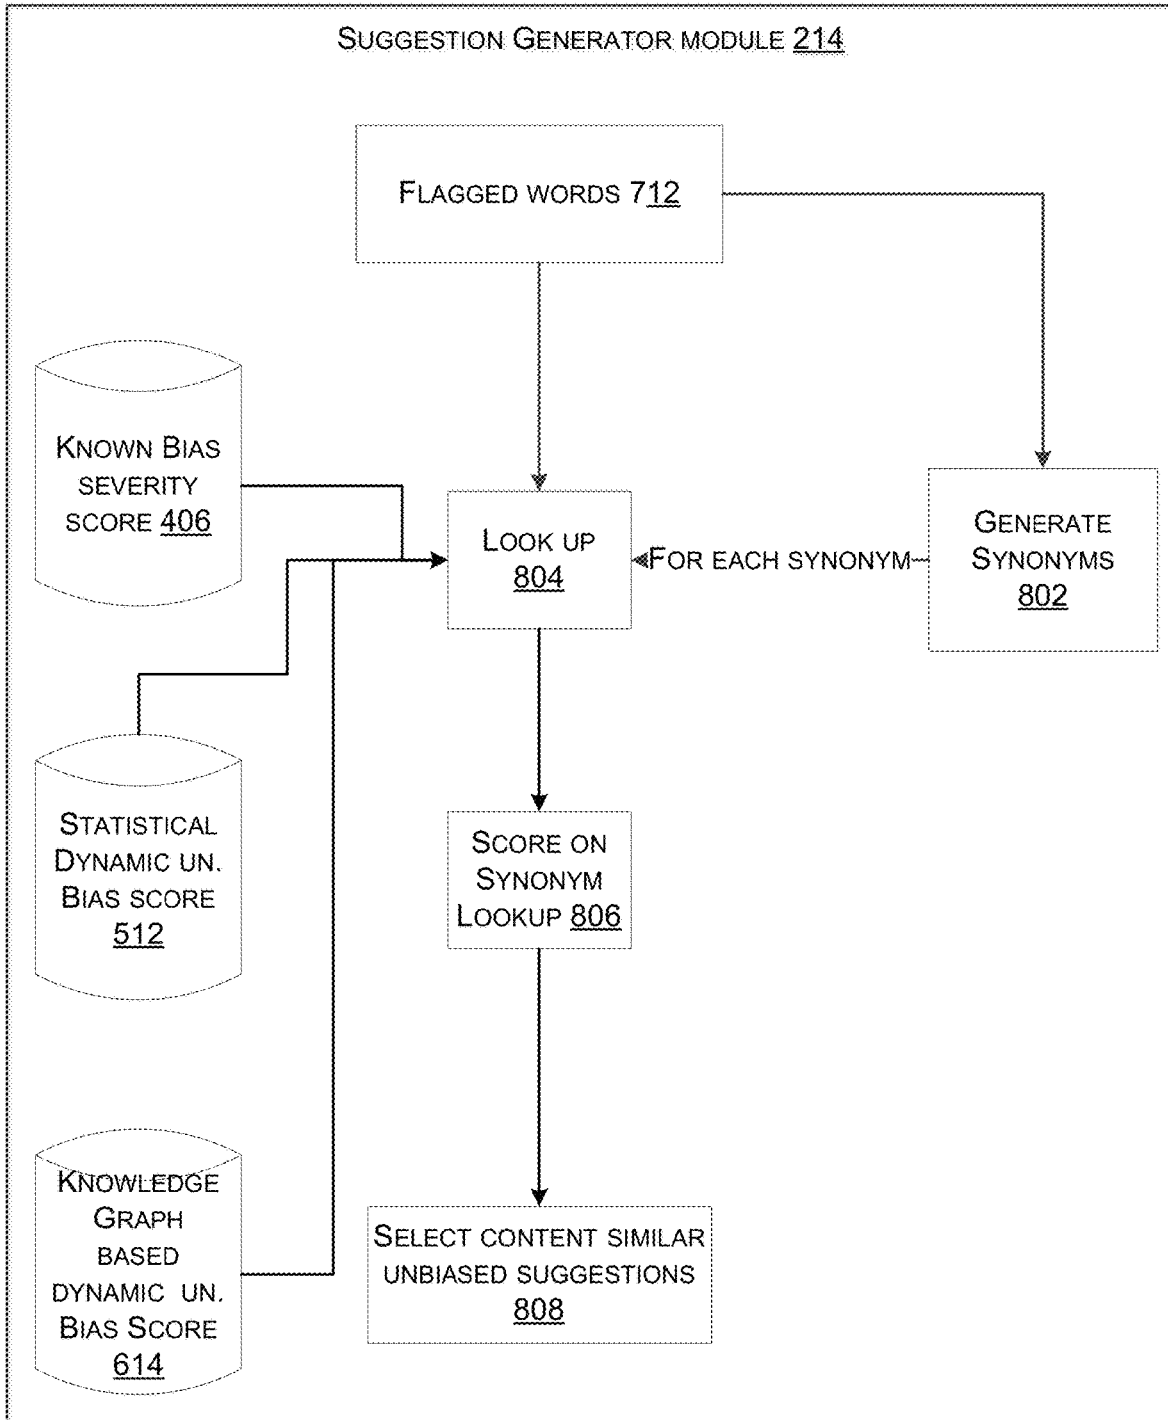 SUGGESTION GENERATOR MODULE 214
FLAGGED WORDS 712
KNOWN BIAS
SEVERITY
SCORE 406
LOOK UP
804
FOR EACH SYNONYM
GENERATE
SYNONYMS
802
STATISTICAL
DYNAMIC UN.
BIAS SCORE
512
SCORE ON
SYNONYM
LOOKUP 806
KNOWLEDGE
GRAPH
BASED
DYNAMIC UN.
BIAS SCORE
614
SELECT CONTENT SIMILAR
UNBIASED SUGGESTIONS
808